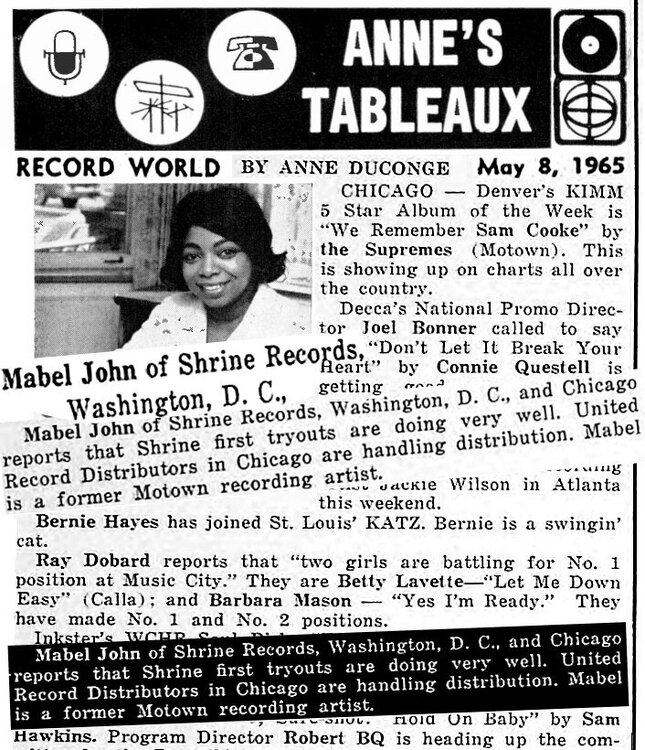 ANNE'S
TABLEAUX
RECORD WORLD BY ANNE DUCONGE May 8, 1965
CHICAGO — Denver's KIMM
5 Star Album of the Week is
"We Remember Sam Cooke" by
the Supremes (Motown). This
is showing up on charts all over
the country.
Decca's National Promo Direc-
tor Joel Bonner called to say
"Don't Let It Break Your
Heart" by Connie Questell is
getting good
Mabel John of Shrine Records,
Washington, D. C.,
Mabel John of Shrine Records, Washington, D. C., and Chicago
reports that Shrine first tryouts are doing very well. United
Record Distributors in Chicago are handling distribution. Mabel
is a former Motown recording artist.
Jackie Wilson in Atlanta
this weekend.
Bernie Hayes has joined St. Louis' KATZ. Bernie is a swingin'
cat.
Ray Dobard reports that "two girls are battling for No. 1
position at Music City." They are Betty Lavette—"Let Me Down
Easy" (Calla); and Barbara Mason — "Yes I'm Ready." They
have made No. 1 and No. 2 positions.
Inkster's WCHB
Mabel John of Shrine Records, Washington, D. C., and Chicago
reports that Shrine first tryouts are doing very well. United
Record Distributors in Chicago are handling distribution. Mabel
is a former Motown recording artist.
"Hold On Baby" by Sam
Hawkins. Program Director Robert BQ is heading up the com-